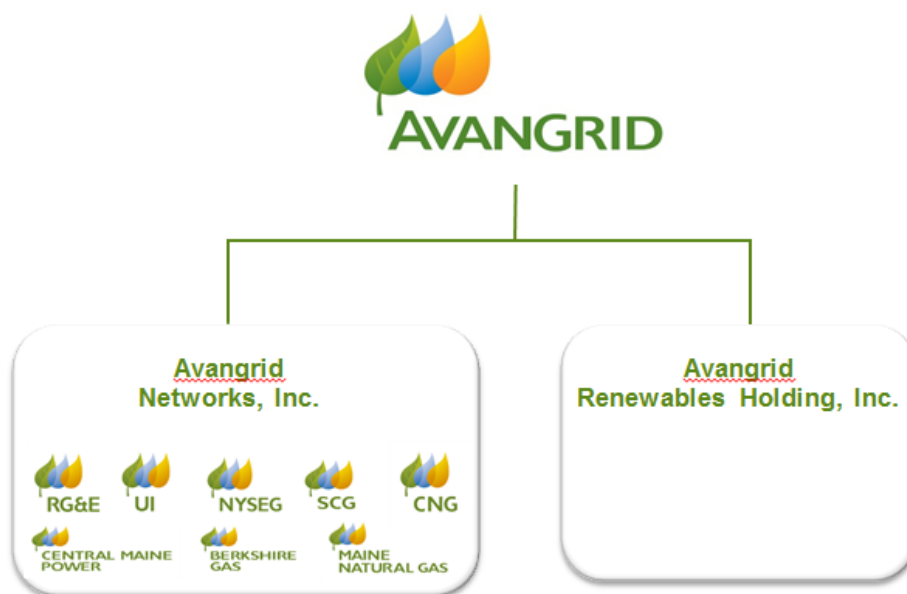 AVANGRID
Avangrid
Networks, Inc.
Avangrid
Renewables Holding, Inc.
RG&E
UI
NYSEG
SCG
CNG
CENTRAL MAINE
POWER
BERKSHIRE
GAS
MAINE
NATURAL GAS